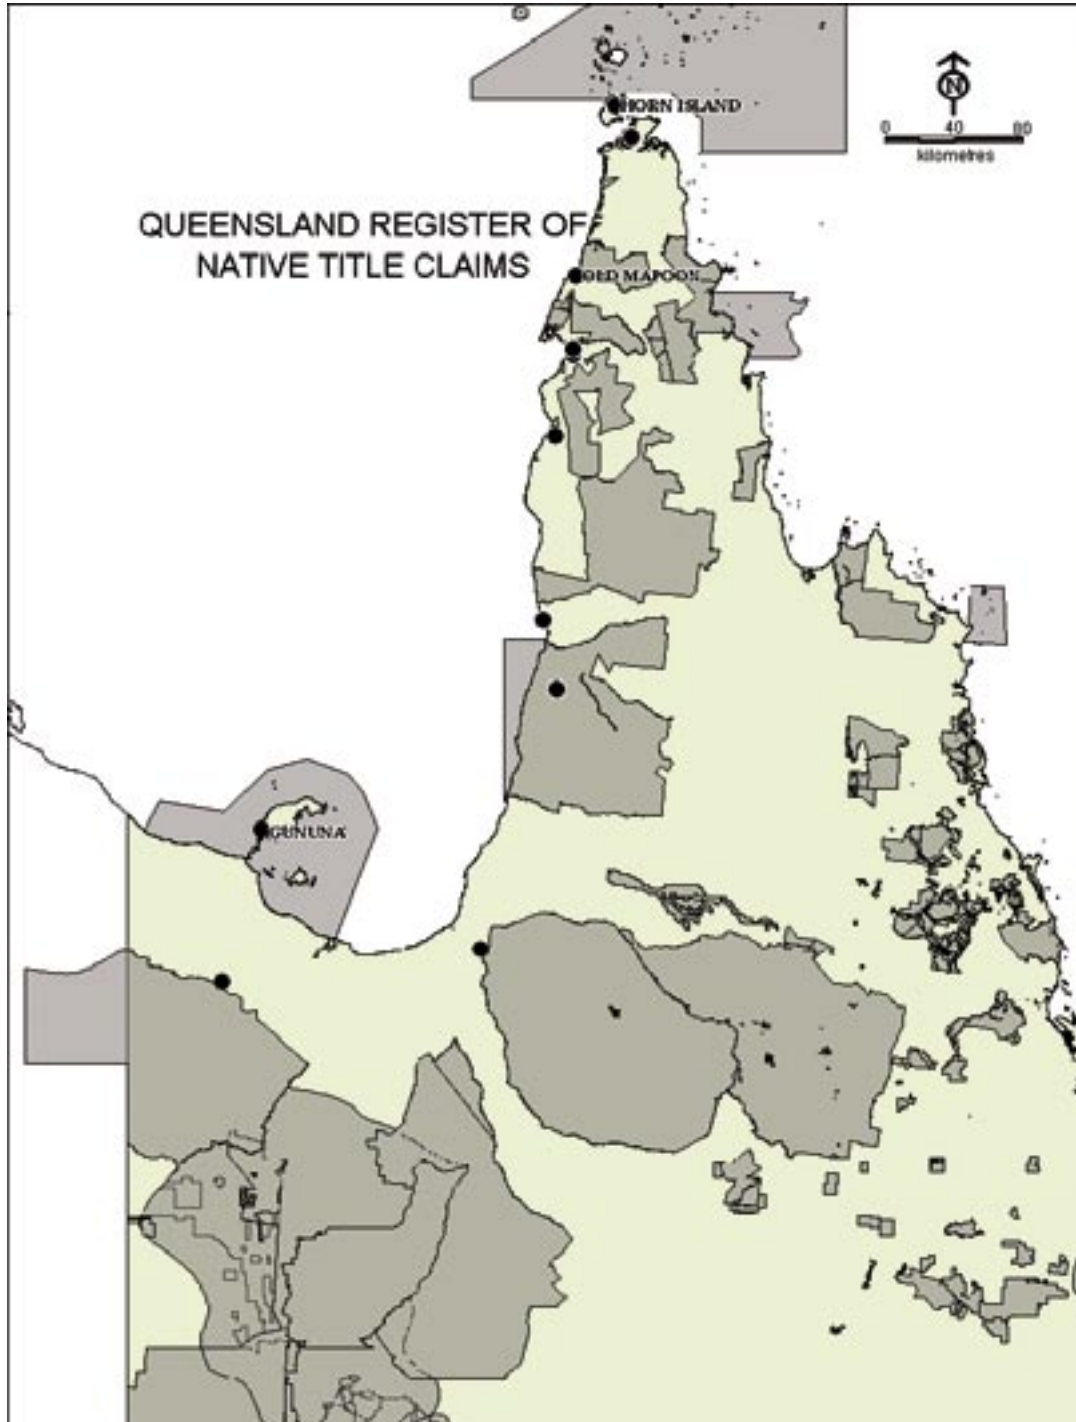 N
HORN ISLAND
0 40 80
kilometres
QUEENSLAND REGISTER OF
NATIVE TITLE CLAIMS
OLD MAPOON
GUNUNA